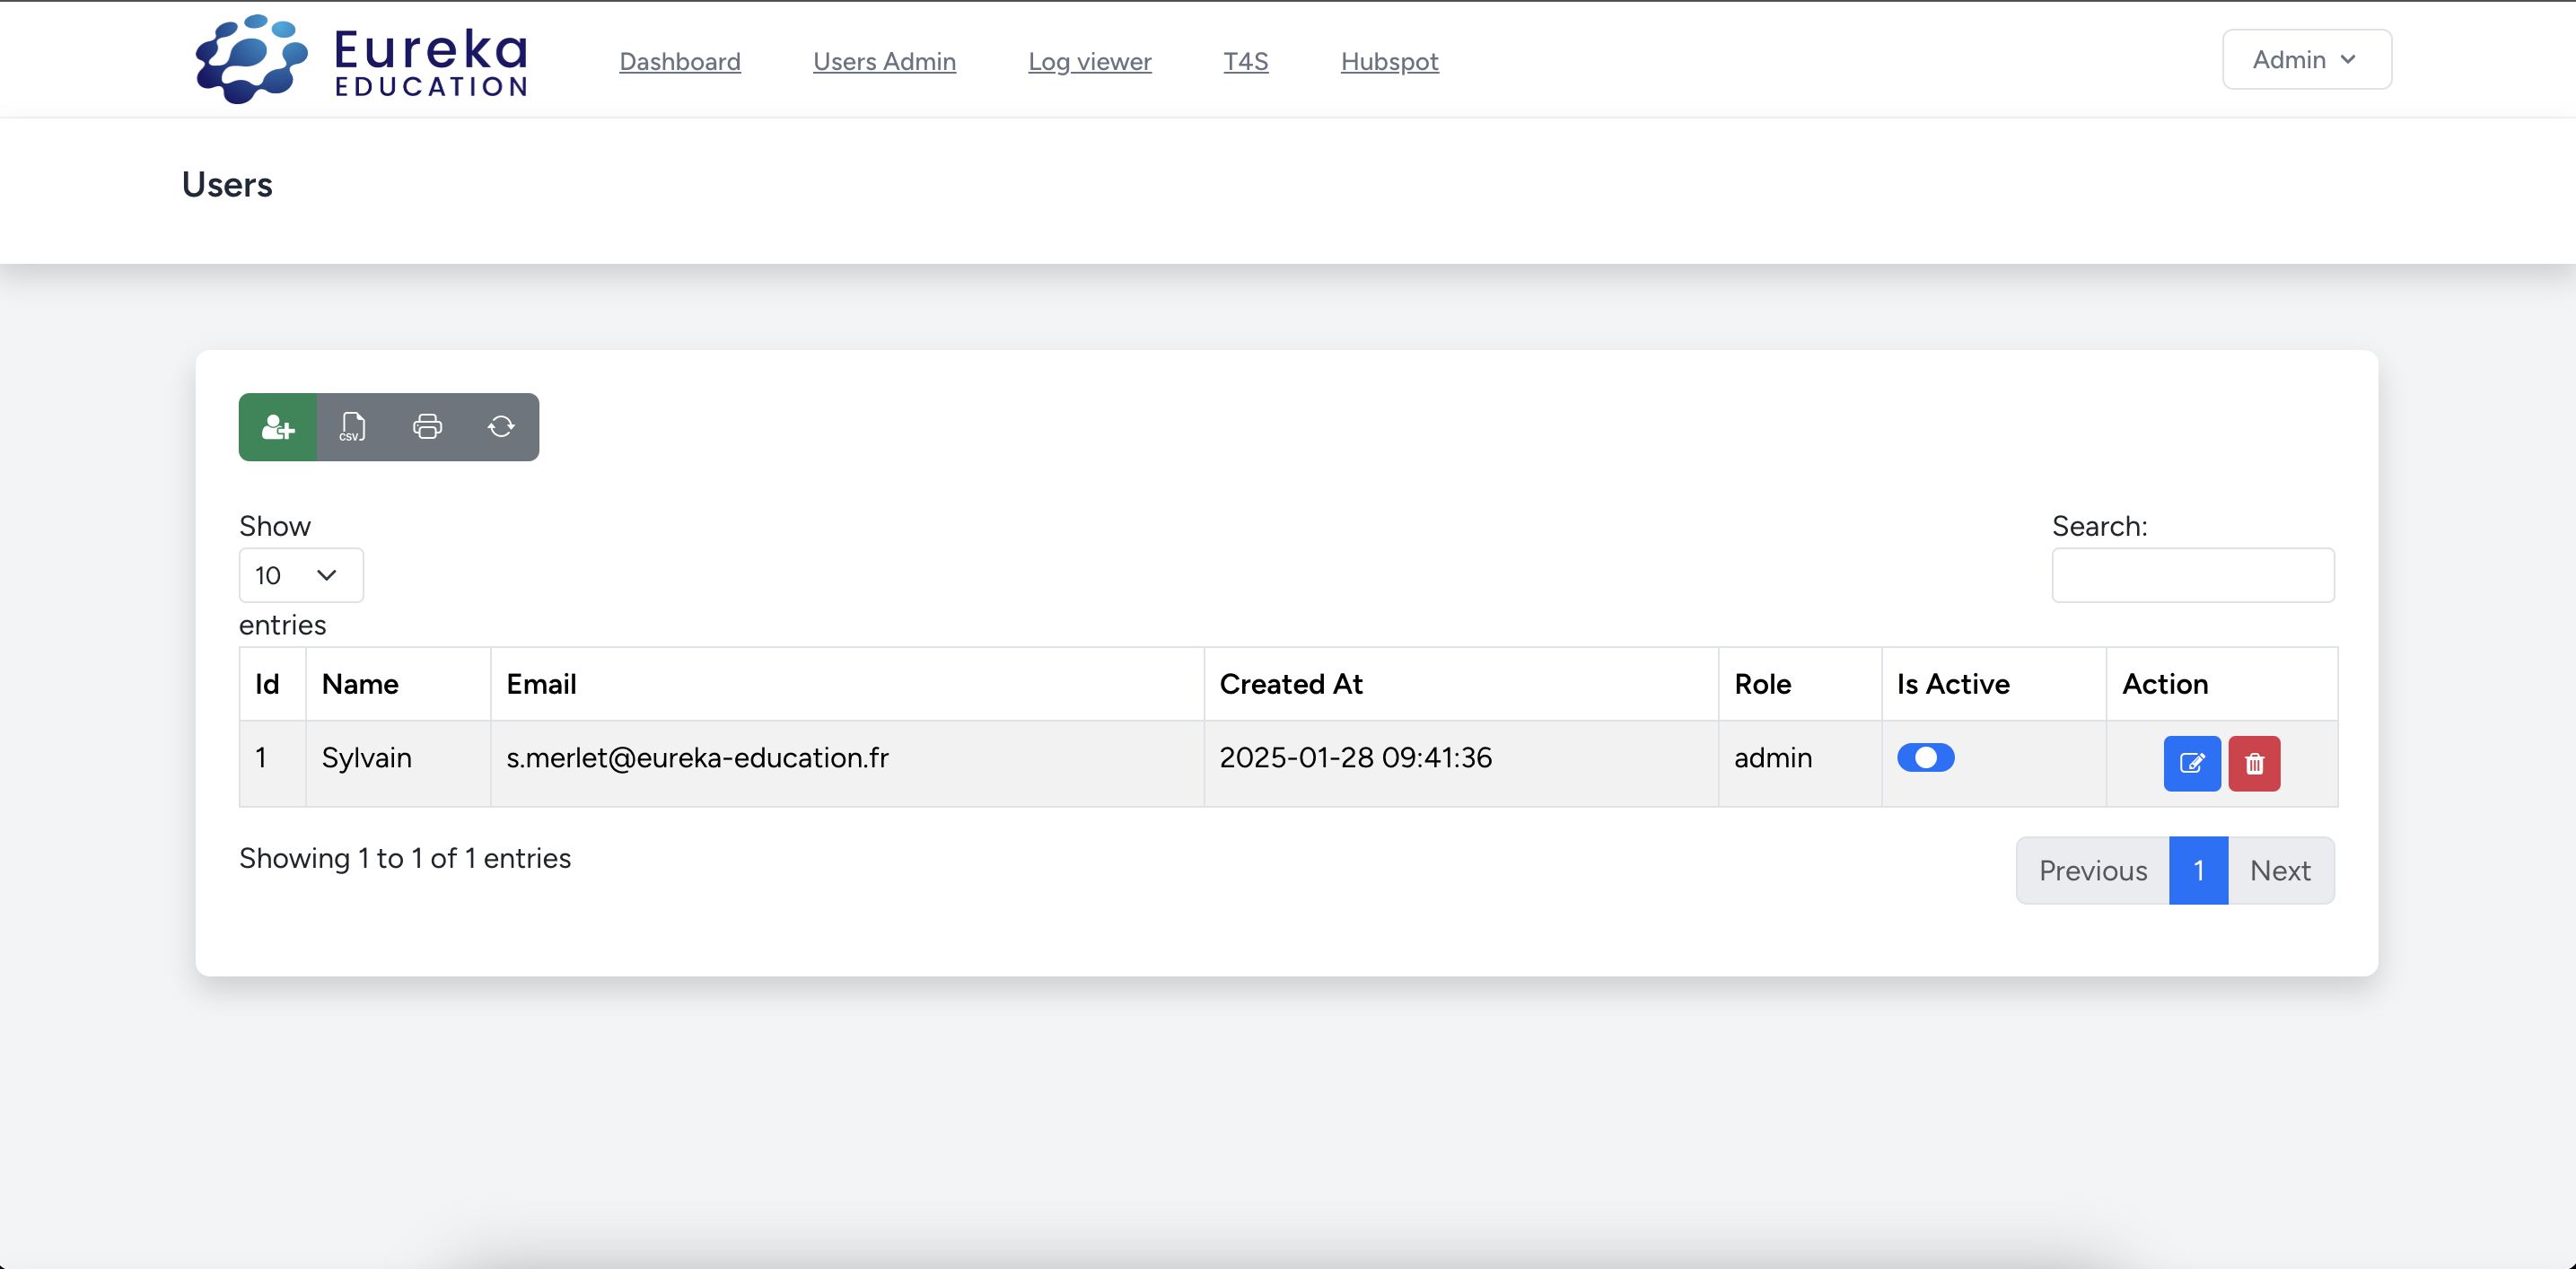 Eureka
EDUCATION
Dashboard Users Admin Log viewer T4S Hubspot Admin
Users
CSV
Show
Search:
10
entries
Id Name Email Created At Role Is Active Action
1 Sylvain s.merlet@eureka-education.fr 2025-01-28 09:41:36 admin
Showing 1 to 1 of 1 entries
Previous 1 Next